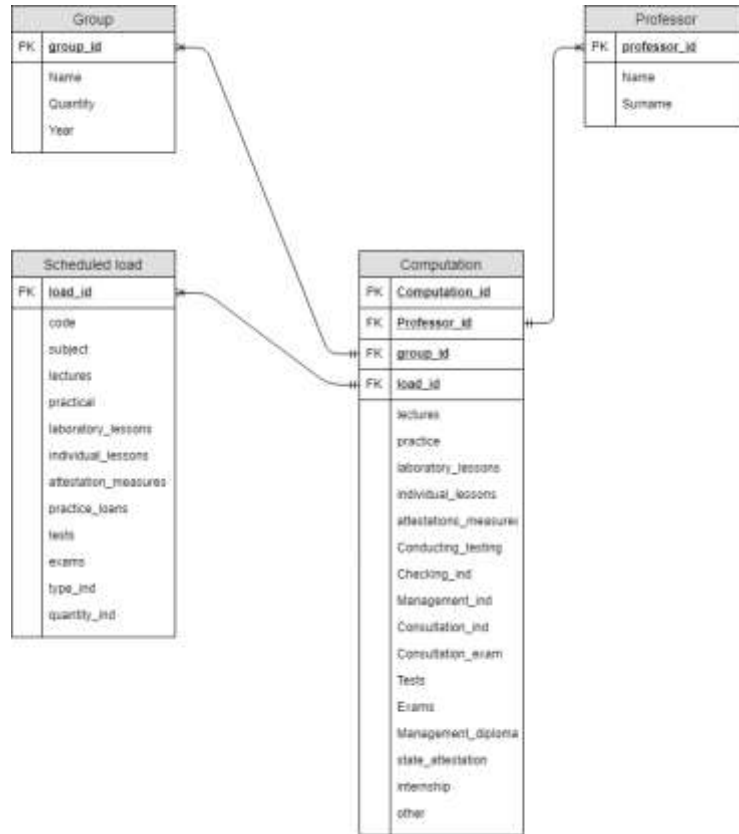 Group
PK group_id
Name
Quantity
Year
Professor
PK professor_id
Name
Surname
Scheduled load
PK load_id
code
subject
lectures
practical
laboratory_lessons
individual_lessons
attestation_measures
practice_loans
tests
exams
type_ind
quantity_ind
Computation
PK Computation_id
FK Professor_id
FK group_id
FK load_id
lectures
practice
laboratory_lessons
individual_lessons
attestations_measures
Conducting_testing
Checking_ind
Management_ind
Consultation_ind
Consultation_exam
Tests
Exams
Management_diploma
state_attestation
internship
other